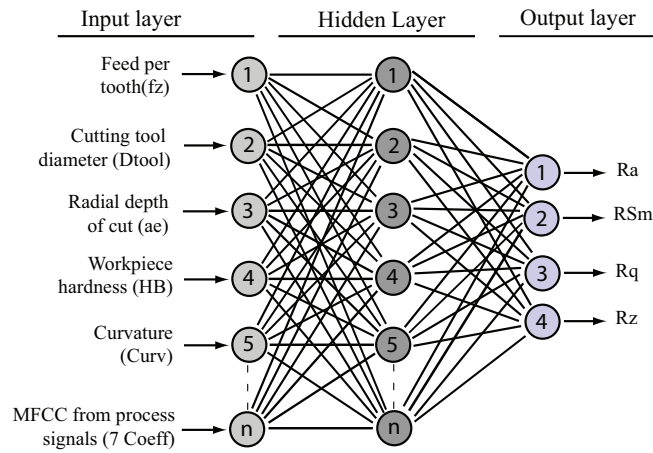 Input layer
Hidden Layer
Output layer
Feed per
tooth(fz)
1
1
Cutting tool
diameter (Dtool)
2
2
1
Ra
Radial depth
of cut (ae)
3
3
2
RSm
Workpiece
hardness (HB)
4
4
3
Rq
Curvature
(Curv)
5
5
4
Rz
MFCC from process
signals (7 Coeff)
n
n